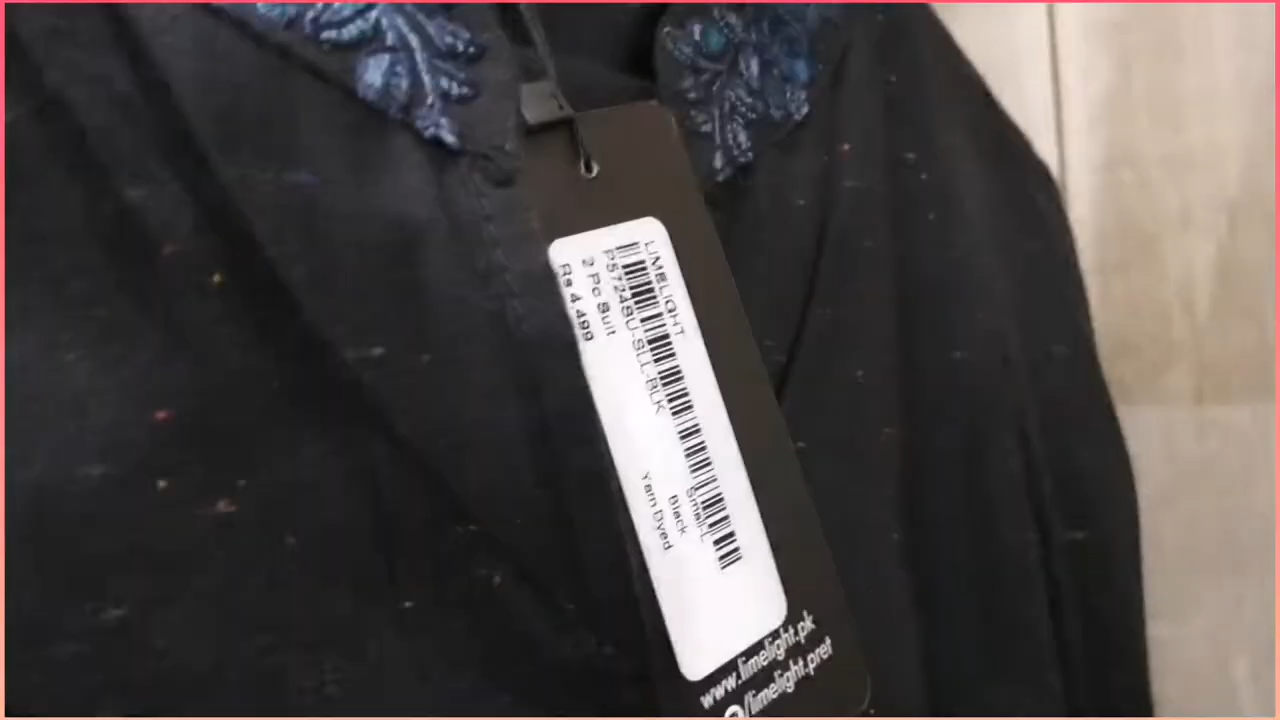 LIMELIGHT
P5724SU-SLL-BLK
2 Pc Suit
Rs 4,499
Small-L
Black
Yarn Dyed
www.limelight.pk
/limelight.pret